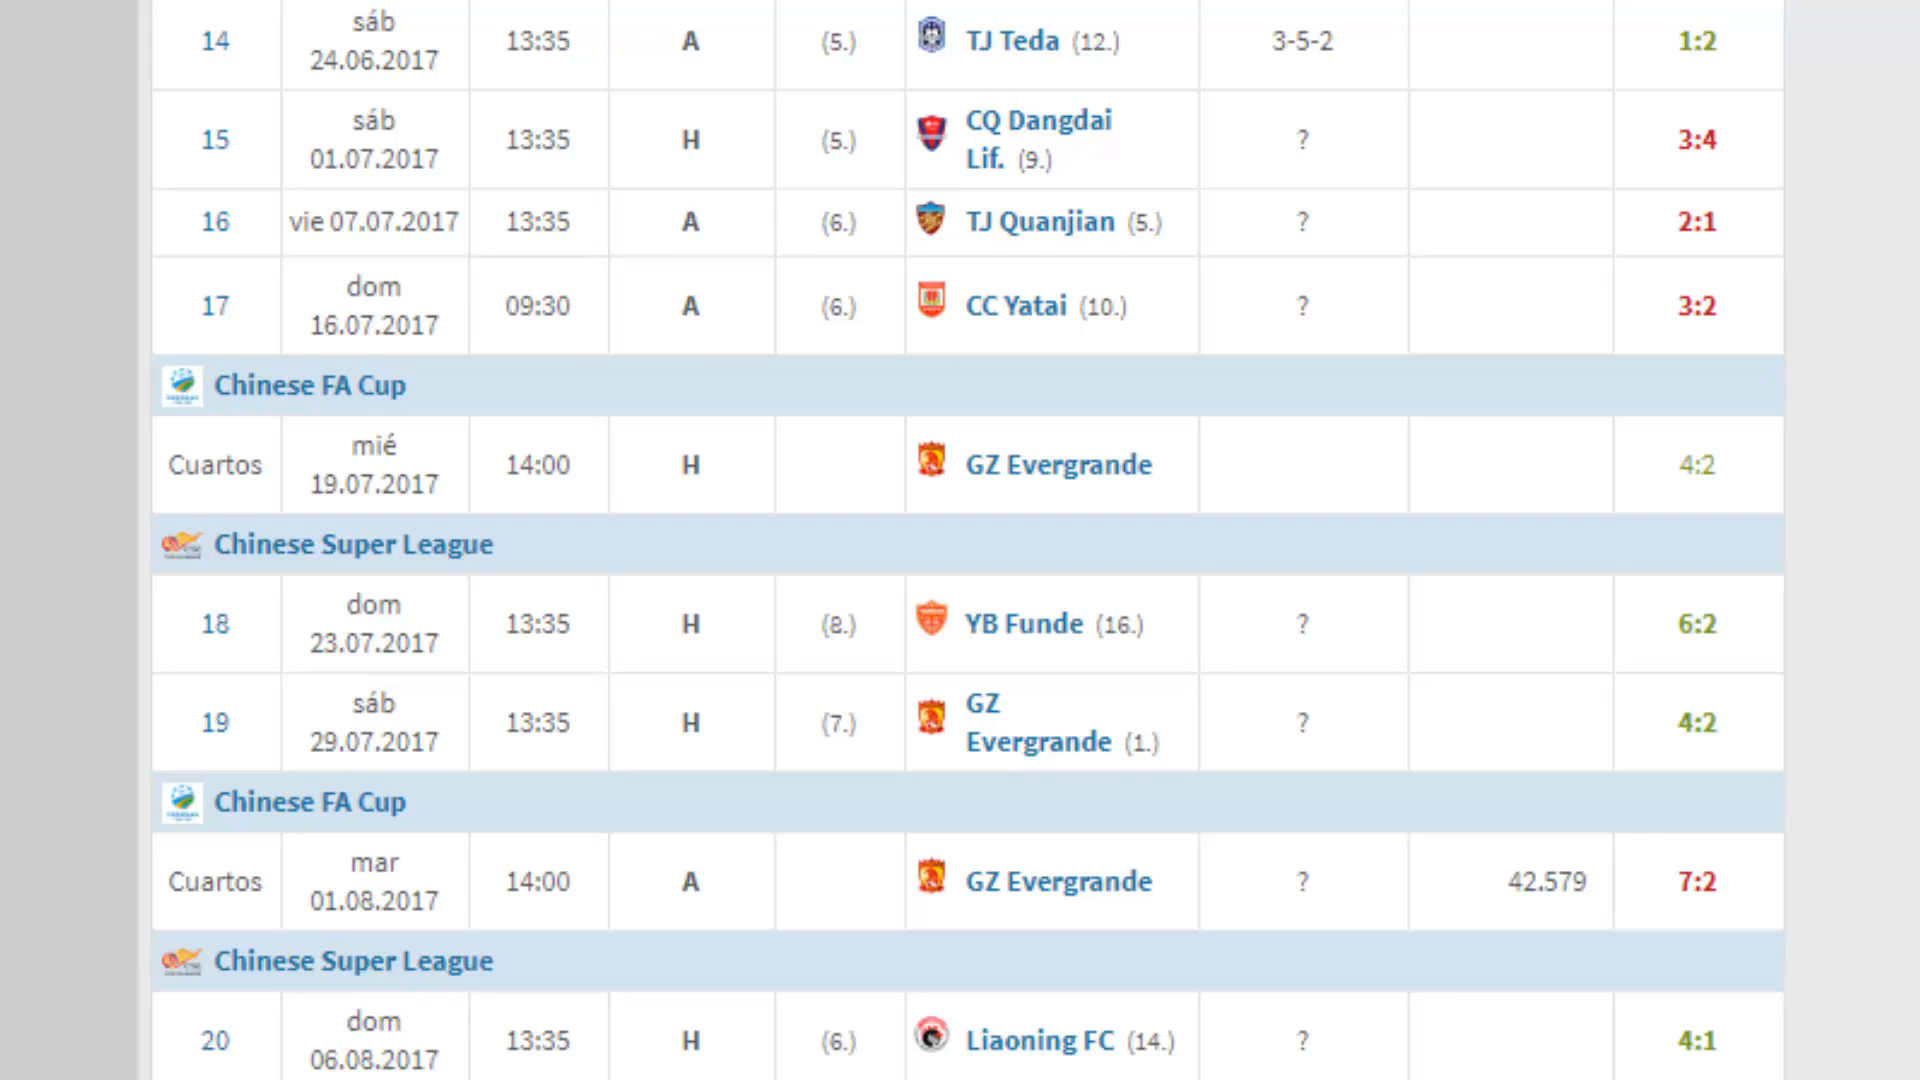 14 sáb 24.06.2017 13:35 A (5.) TJ Teda (12.) 3-5-2 1:2
15 sáb 01.07.2017 13:35 H (5.) CQ Dangdai Lif. (9.) ? 3:4
16 vie 07.07.2017 13:35 A (6.) TJ Quanjian (5.) ? 2:1
17 dom 16.07.2017 09:30 A (6.) CC Yatai (10.) ? 3:2
Chinese FA Cup
Cuartos mié 19.07.2017 14:00 H GZ Evergrande 4:2
Chinese Super League
18 dom 23.07.2017 13:35 H (8.) YB Funde (16.) ? 6:2
19 sáb 29.07.2017 13:35 H (7.) GZ Evergrande (1.) ? 4:2
Chinese FA Cup
Cuartos mar 01.08.2017 14:00 A GZ Evergrande ? 42.579 7:2
Chinese Super League
20 dom 06.08.2017 13:35 H (6.) Liaoning FC (14.) ? 4:1